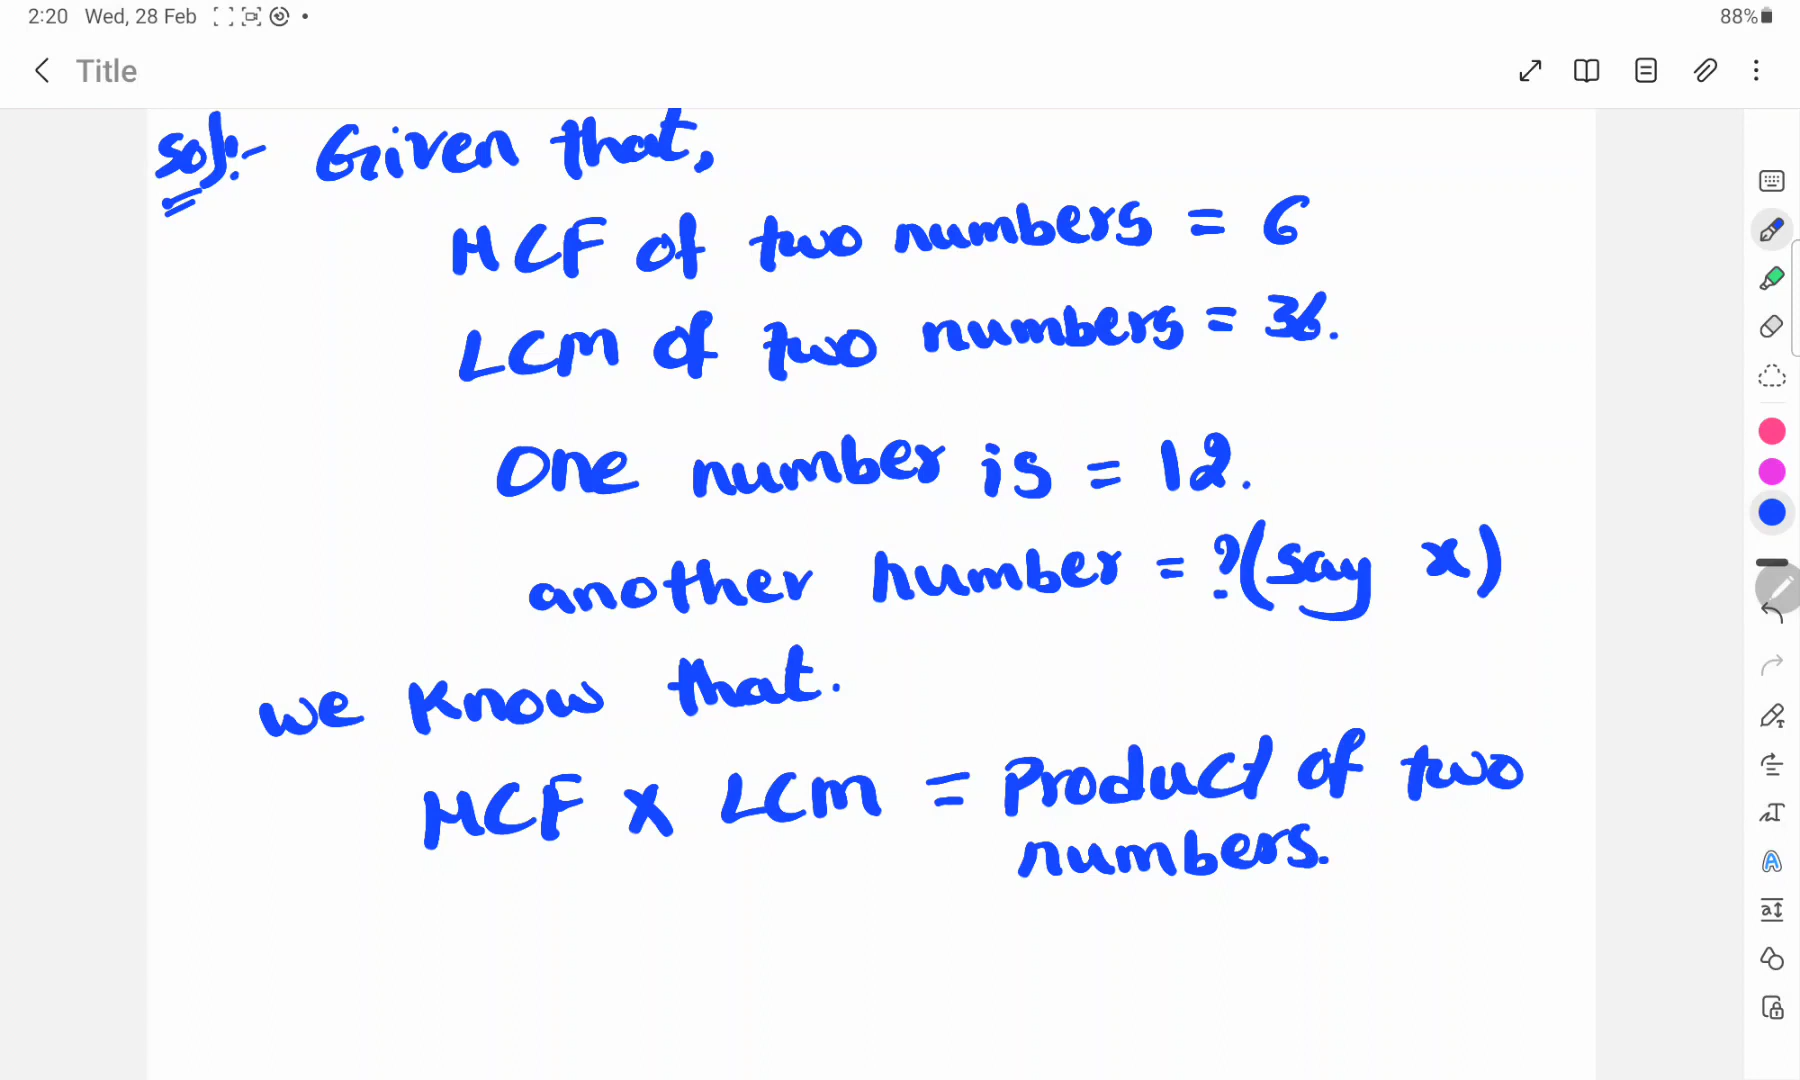 2:20 Wed, 28 Feb 88%
Title
Sol:- Given that,
HCF of two numbers = 6
LCM of two numbers = 36.
One number is = 12.
another number = ?(say x)
we know that.
HCF x LCM = Product of two
numbers.